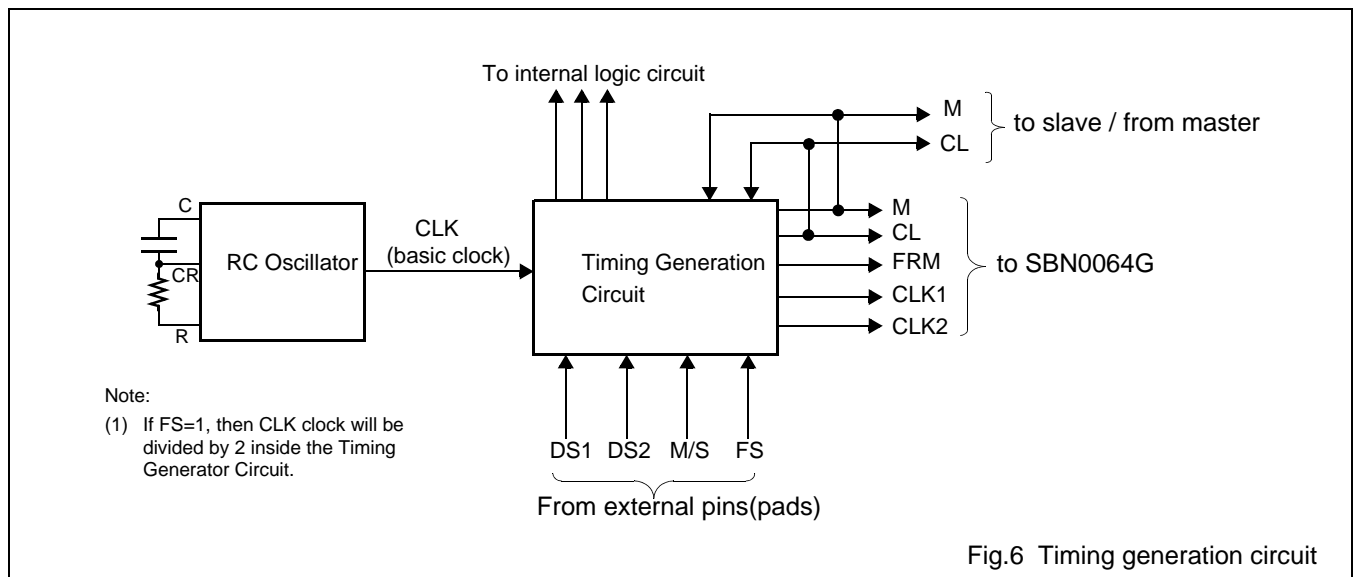 To internal logic circuit
M
CL
to slave / from master
C
CR
R
RC Oscillator
CLK
(basic clock)
Timing Generation
Circuit
M
CL
FRM
CLK1
CLK2
to SBN0064G
Note:
(1) If FS=1, then CLK clock will be
divided by 2 inside the Timing
Generator Circuit.
DS1 DS2 M/S FS
From external pins(pads)
Fig.6 Timing generation circuit